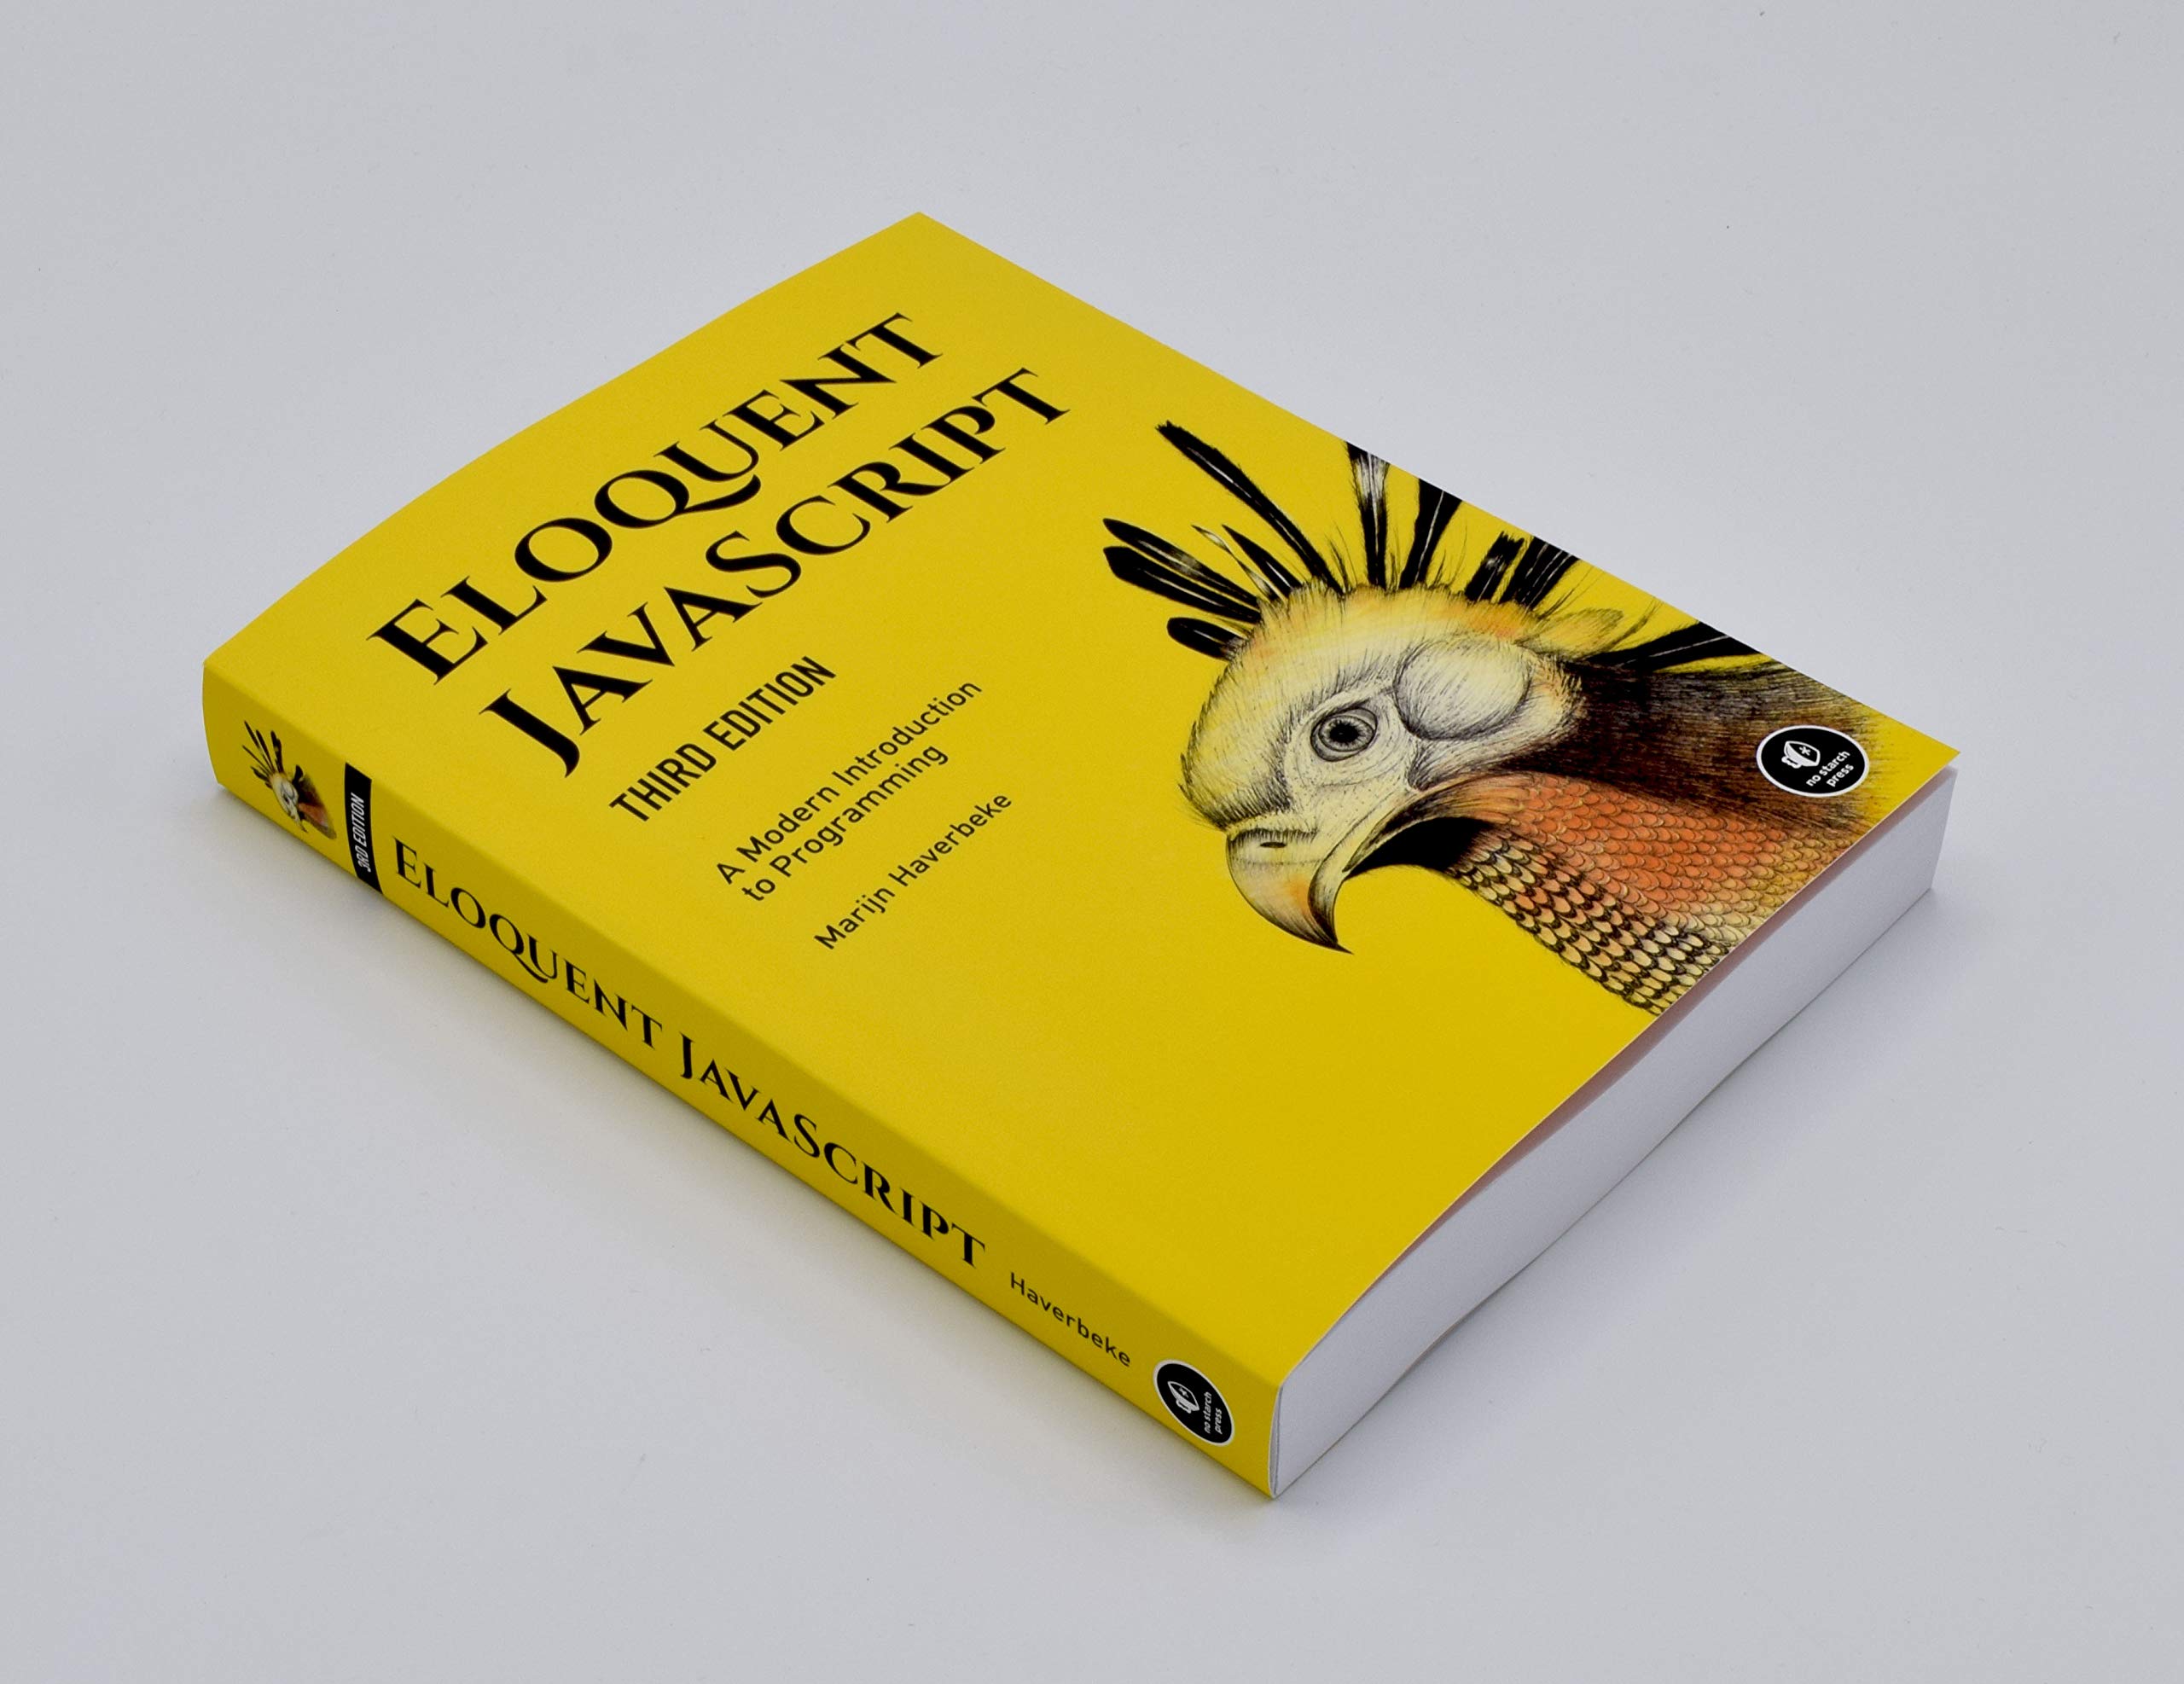 ELOQUENT
JAVASCRIPT
THIRD EDITION
A Modern Introduction
to Programming
Marijn Haverbeke
no starch
press
3RD EDITION
ELOQUENT JAVASCRIPT
Haverbeke
no starch
press